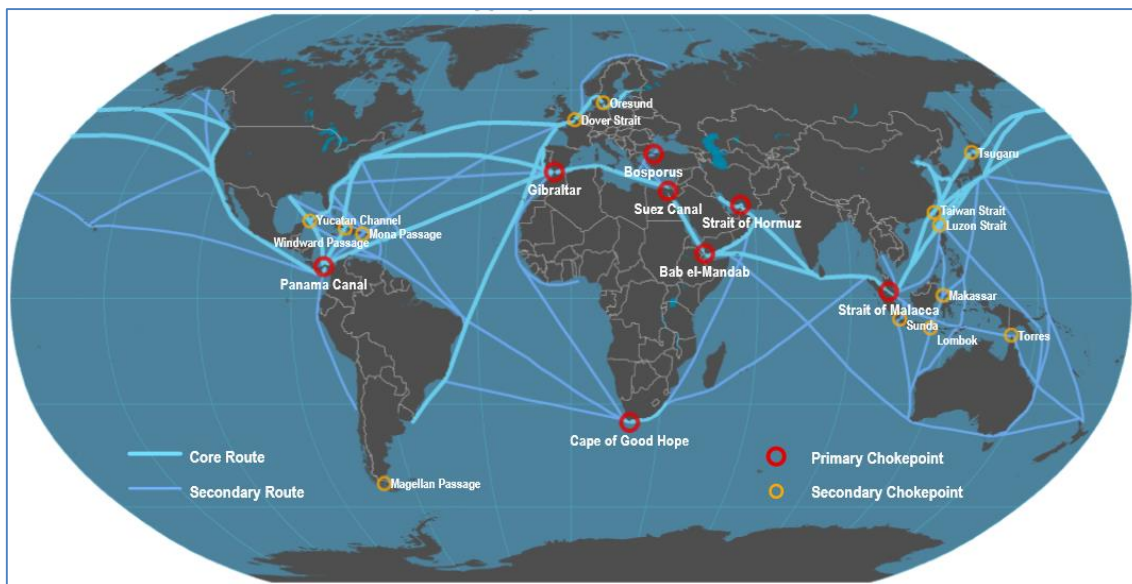 Oresund
Dover Strait
Tsugaru
Bosporus
Gibraltar
Suez Canal
Strait of Hormuz
Taiwan Strait
Luzon Strait
Yucatan Channel
Windward Passage
Mona Passage
Bab el-Mandab
Panama Canal
Makassar
Strait of Malacca
Sunda
Lombok
Torres
Cape of Good Hope
Core Route
Primary Chokepoint
Secondary Route
Magellan Passage
Secondary Chokepoint